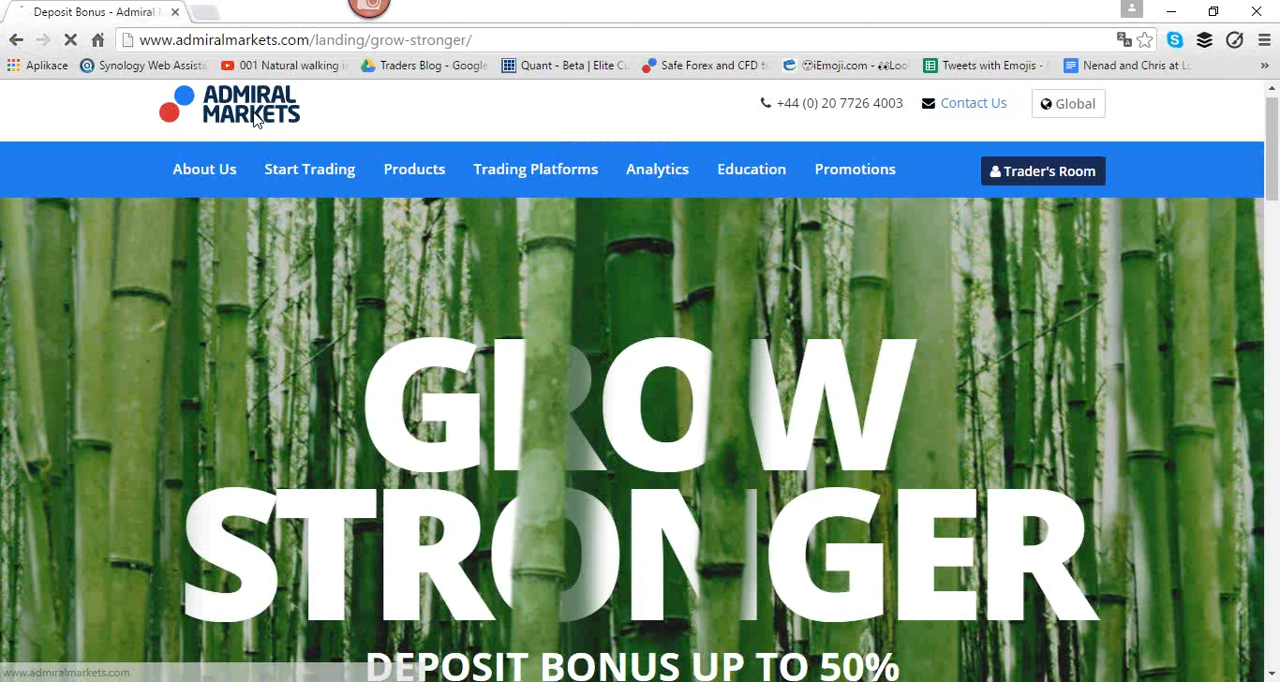 Deposit Bonus - Admiral
www.admiralmarkets.com/landing/grow-stronger/
Aplikace
Synology Web Assista
001 Natural walking
Traders Blog - Google
Quant - Beta | Elite Cu
Safe Forex and CFD t
iEmoji.com - Loo
Tweets with Emojis -
Nenad and Chris at Lo
ADMIRAL
MARKETS
+44 (0) 20 7726 4003
Contact Us
Global
About Us
Start Trading
Products
Trading Platforms
Analytics
Education
Promotions
Trader's Room
GROW
STRONGER
DEPOSIT BONUS UP TO 50%
www.admiralmarkets.com